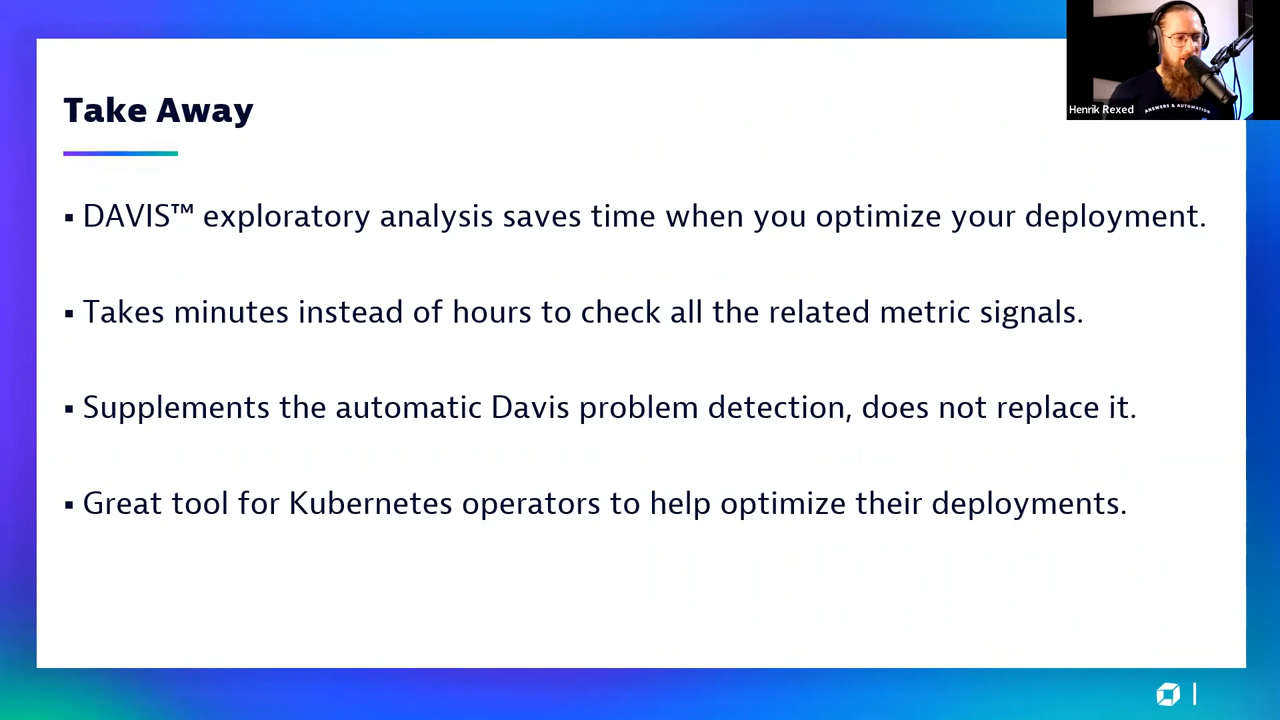 Take Away
▪ DAVIS™ exploratory analysis saves time when you optimize your deployment.
▪ Takes minutes instead of hours to check all the related metric signals.
▪ Supplements the automatic Davis problem detection, does not replace it.
▪ Great tool for Kubernetes operators to help optimize their deployments.
Henrik Rexed
ANSWERS & AUTOMATION